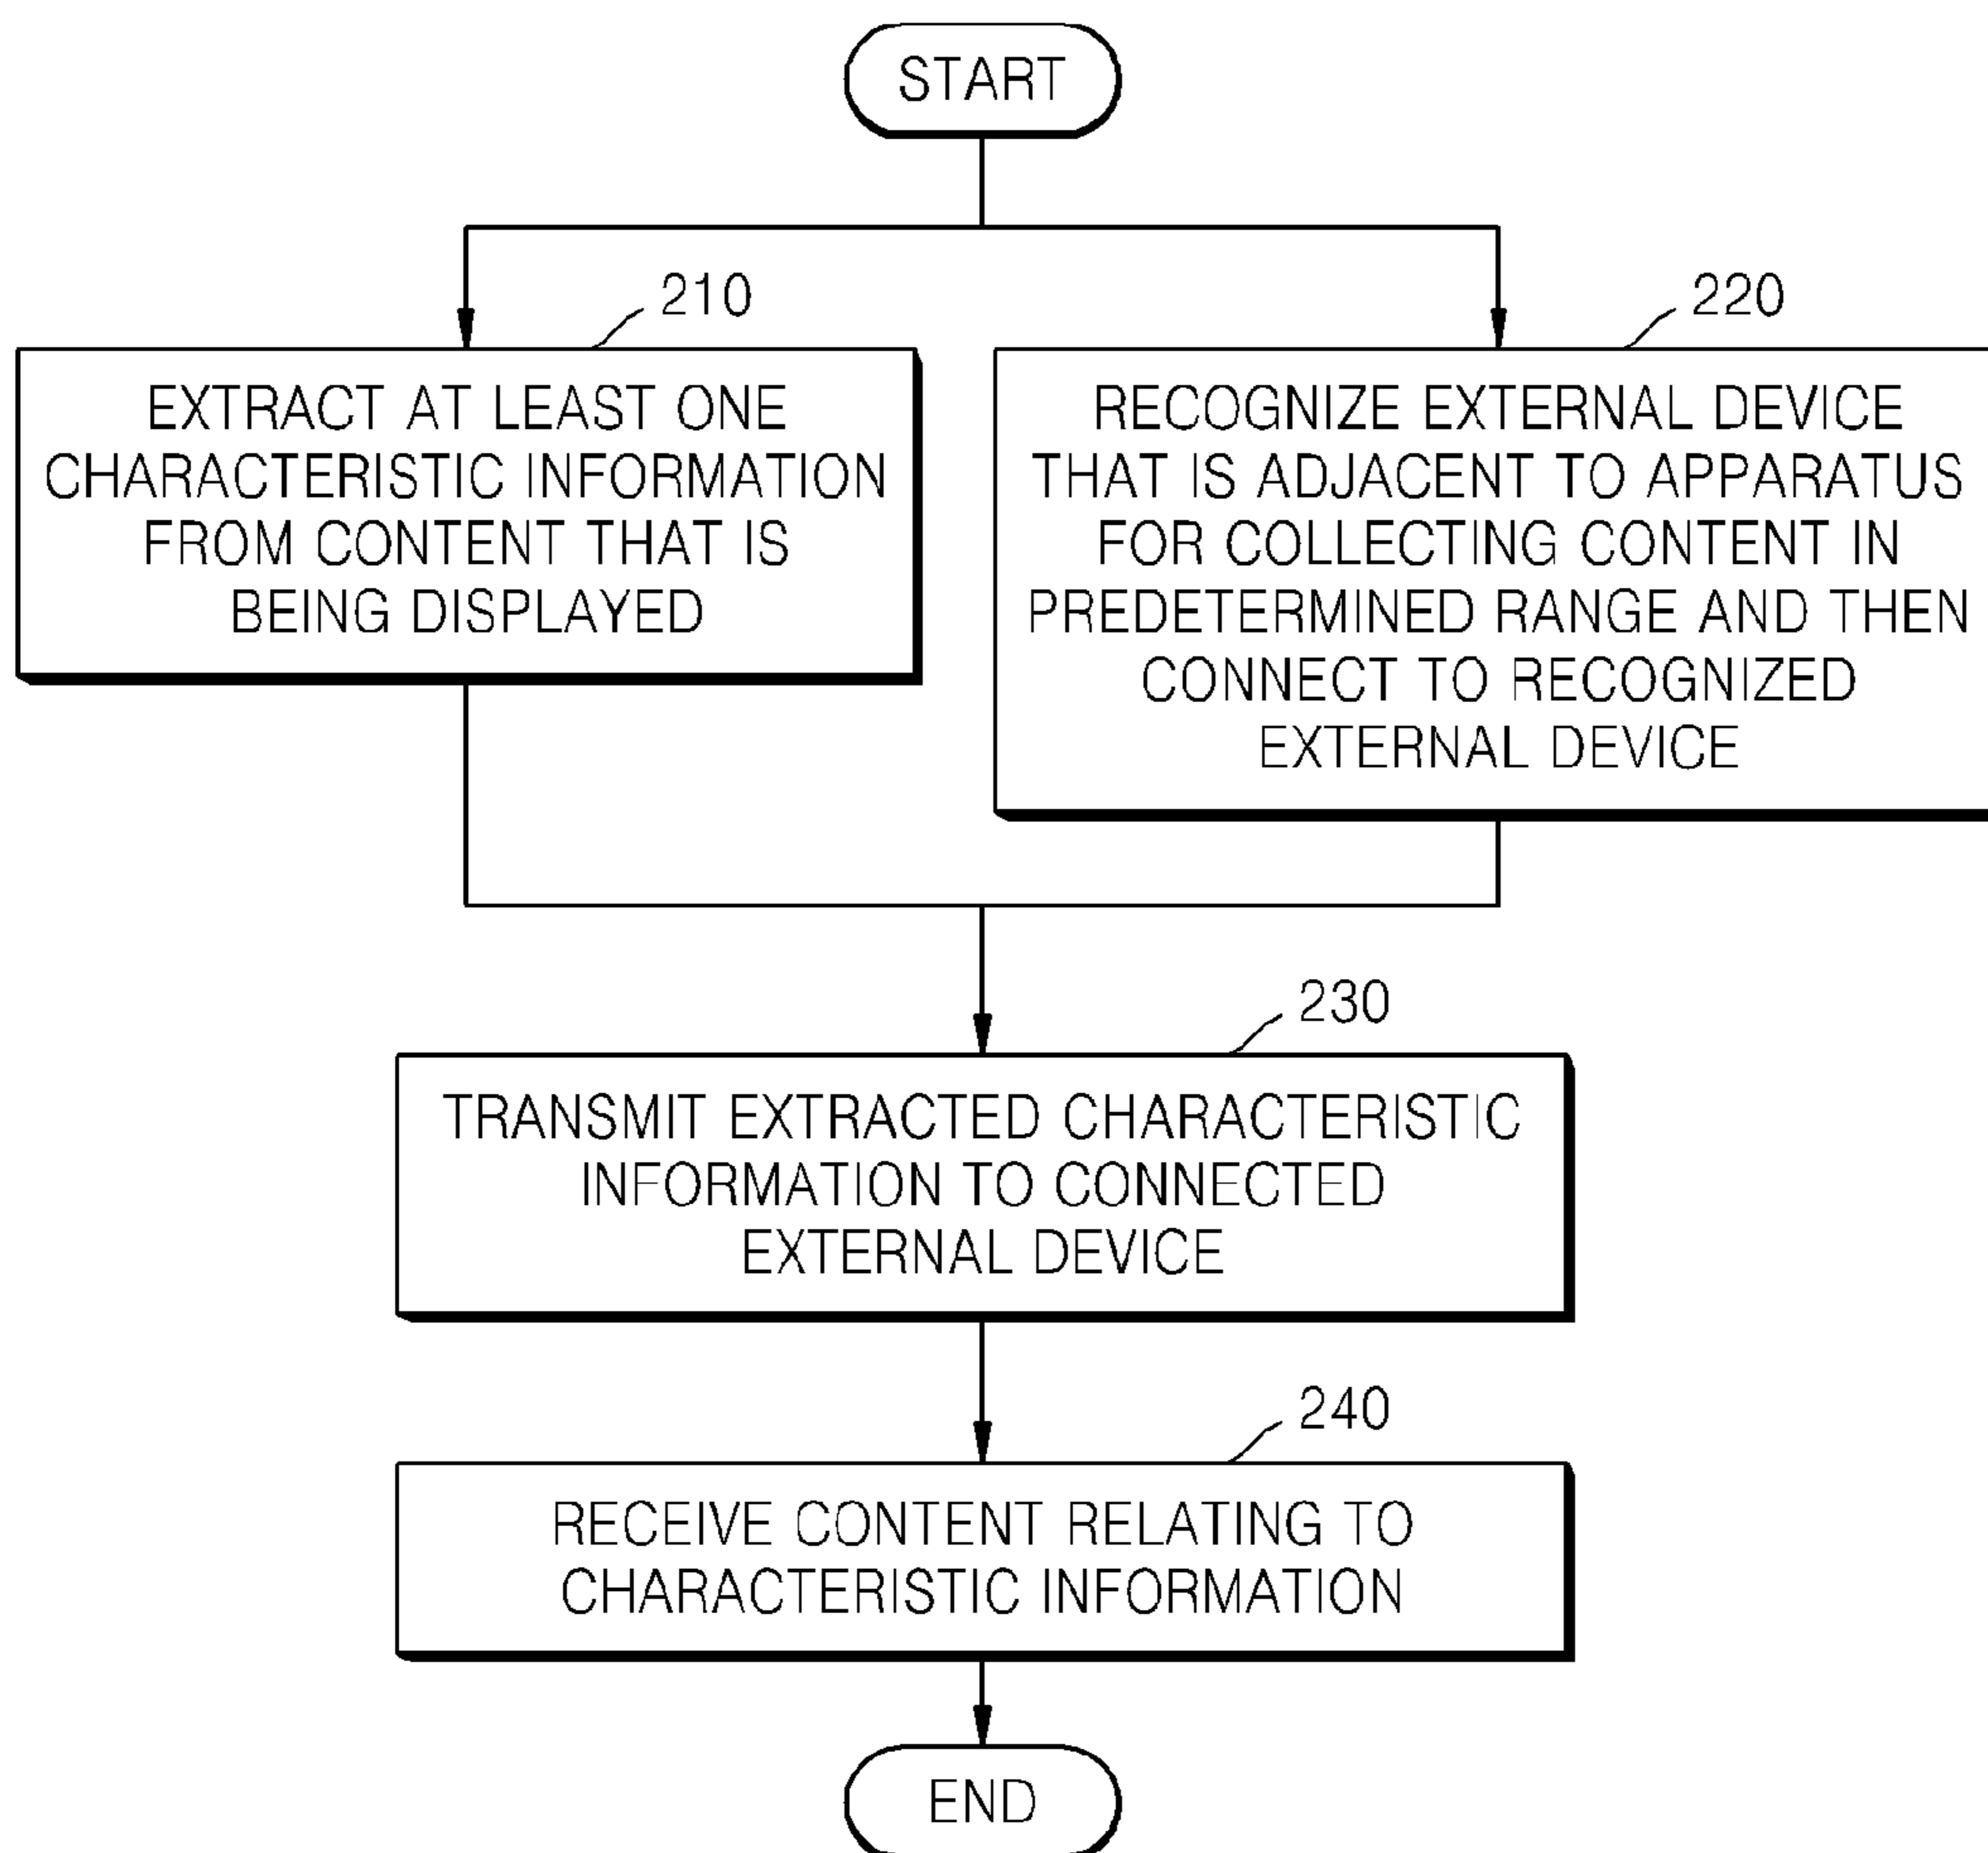 START
210
EXTRACT AT LEAST ONE
CHARACTERISTIC INFORMATION
FROM CONTENT THAT IS
BEING DISPLAYED
220
RECOGNIZE EXTERNAL DEVICE
THAT IS ADJACENT TO APPARATUS
FOR COLLECTING CONTENT IN
PREDETERMINED RANGE AND THEN
CONNECT TO RECOGNIZED
EXTERNAL DEVICE
230
TRANSMIT EXTRACTED CHARACTERISTIC
INFORMATION TO CONNECTED
EXTERNAL DEVICE
240
RECEIVE CONTENT RELATING TO
CHARACTERISTIC INFORMATION
END